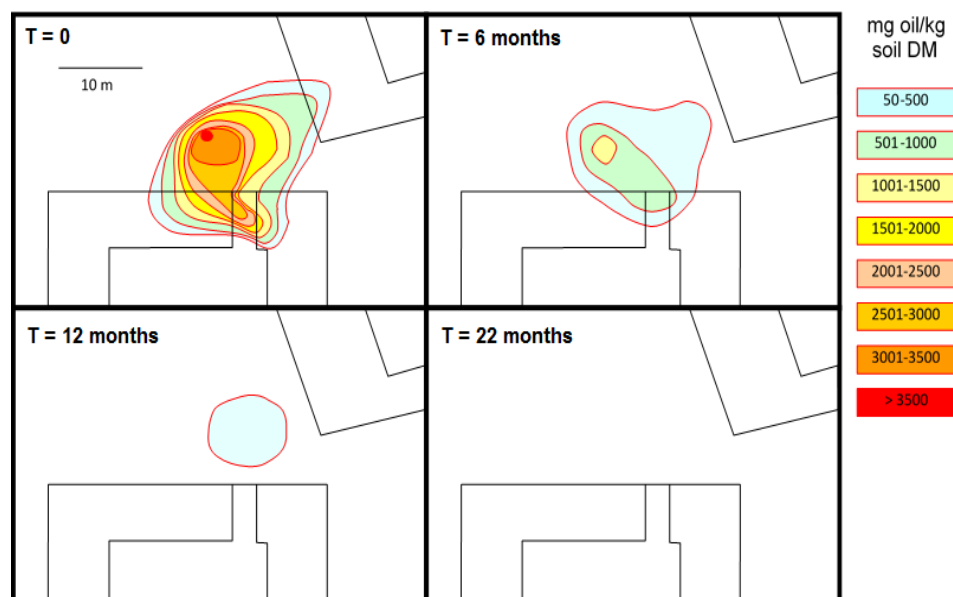 T = 0
10 m
T = 6 months
T = 12 months
T = 22 months
mg oil/kg
soil DM
50-500
501-1000
1001-1500
1501-2000
2001-2500
2501-3000
3001-3500
> 3500